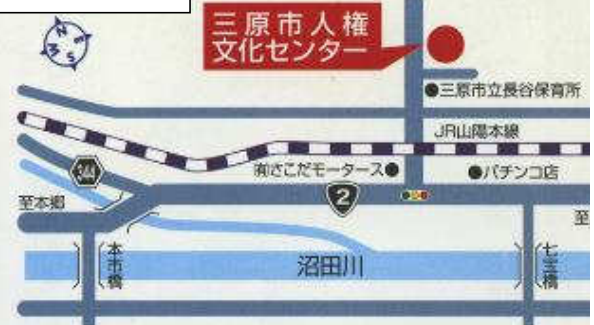 N
E
W
S
三原市人権
文化センター
三原市立長谷保育所
JR山陽本線
㈲さこだモータース
パチンコ店
344
2
至本郷
至
本市橋
沼田川
七宝橋